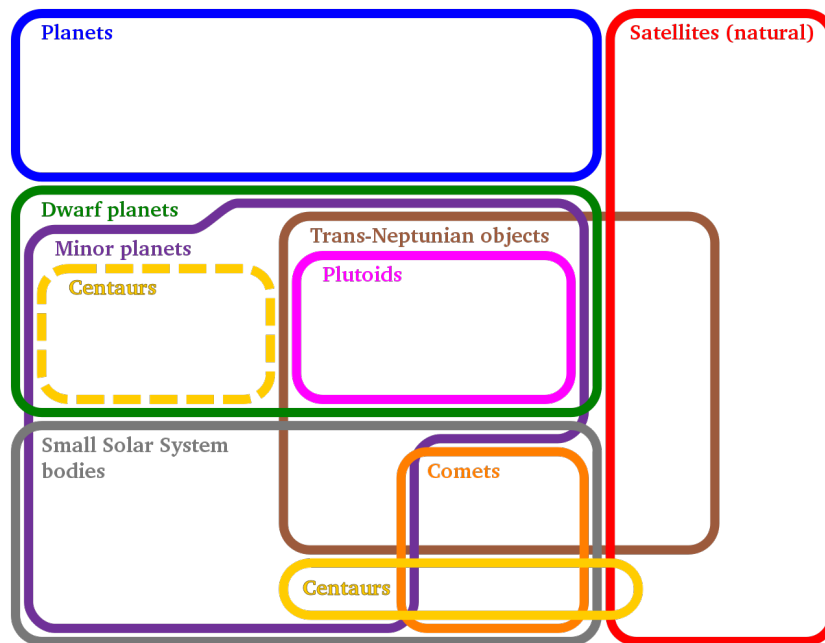 Planets
Satellites (natural)
Dwarf planets
Minor planets
Trans-Neptunian objects
Centaurs
Plutoids
Small Solar System
bodies
Comets
Centaurs